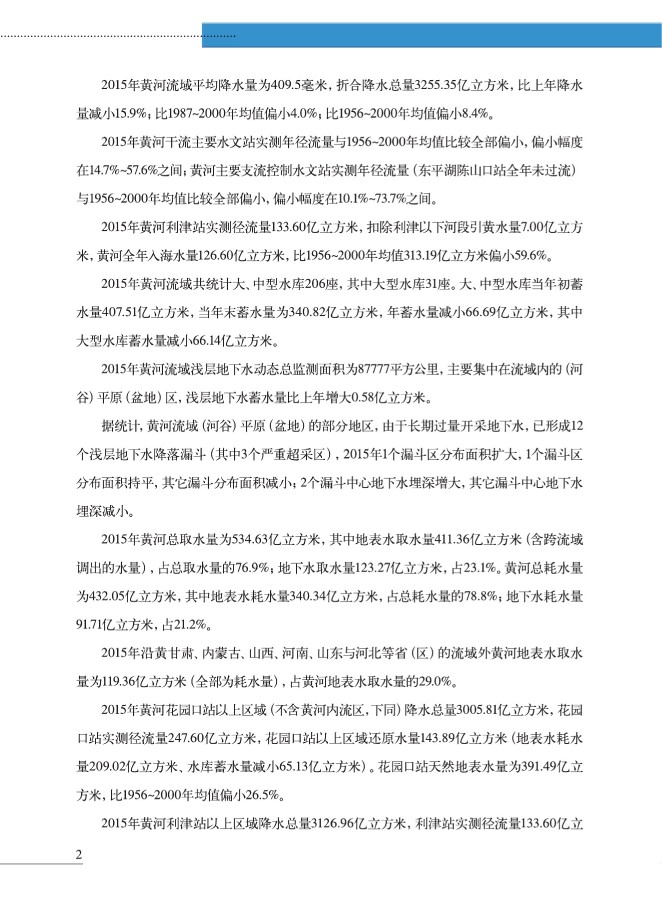 2015年黄河流域平均降水量为409.5毫米，折合降水总量3255.35亿立方米，比上年降水
量减小15.9%；比1987~2000年均值偏小4.0%；比1956~2000年均值偏小8.4%。
2015年黄河干流主要水文站实测年径流量与1956~2000年均值比较全部偏小，偏小幅度
在14.7%~57.6%之间；黄河主要支流控制水文站实测年径流量（东平湖陈山口站全年未过流）
与1956~2000年均值比较全部偏小，偏小幅度在10.1%~73.7%之间。
2015年黄河利津站实测径流量133.60亿立方米，扣除利津以下河段引黄水量7.00亿立方
米，黄河全年入海水量126.60亿立方米，比1956~2000年均值313.19亿立方米偏小59.6%。
2015年黄河流域共统计大、中型水库206座，其中大型水库31座。大、中型水库当年初蓄
水量407.51亿立方米，当年末蓄水量为340.82亿立方米，年蓄水量减小66.69亿立方米，其中
大型水库蓄水量减小66.14亿立方米。
2015年黄河流域浅层地下水动态总监测面积为87777平方公里，主要集中在流域内的（河
谷）平原（盆地）区，浅层地下水蓄水量比上年增大0.58亿立方米。
据统计，黄河流域（河谷）平原（盆地）的部分地区，由于长期过量开采地下水，已形成12
个浅层地下水降落漏斗（其中3个严重超采区），2015年1个漏斗区分布面积扩大，1个漏斗区
分布面积持平，其它漏斗分布面积减小；2个漏斗中心地下水埋深增大，其它漏斗中心地下水
埋深减小。
2015年黄河总取水量为534.63亿立方米，其中地表水取水量411.36亿立方米（含跨流域
调出的水量），占总取水量的76.9%；地下水取水量123.27亿立方米，占23.1%。黄河总耗水量
为432.05亿立方米，其中地表水耗水量340.34亿立方米，占总耗水量的78.8%；地下水耗水量
91.71亿立方米，占21.2%。
2015年沿黄甘肃、内蒙古、山西、河南、山东与河北等省（区）的流域外黄河地表水取水
量为119.36亿立方米（全部为耗水量），占黄河地表水取水量的29.0%。
2015年黄河花园口站以上区域（不含黄河内流区，下同）降水总量3005.81亿立方米，花园
口站实测径流量247.60亿立方米，花园口站以上区域还原水量143.89亿立方米（地表水耗水
量209.02亿立方米、水库蓄水量减小65.13亿立方米）。花园口站天然地表水量为391.49亿立
方米，比1956~2000年均值偏小26.5%。
2015年黄河利津站以上区域降水总量3126.96亿立方米，利津站实测径流量133.60亿立
2